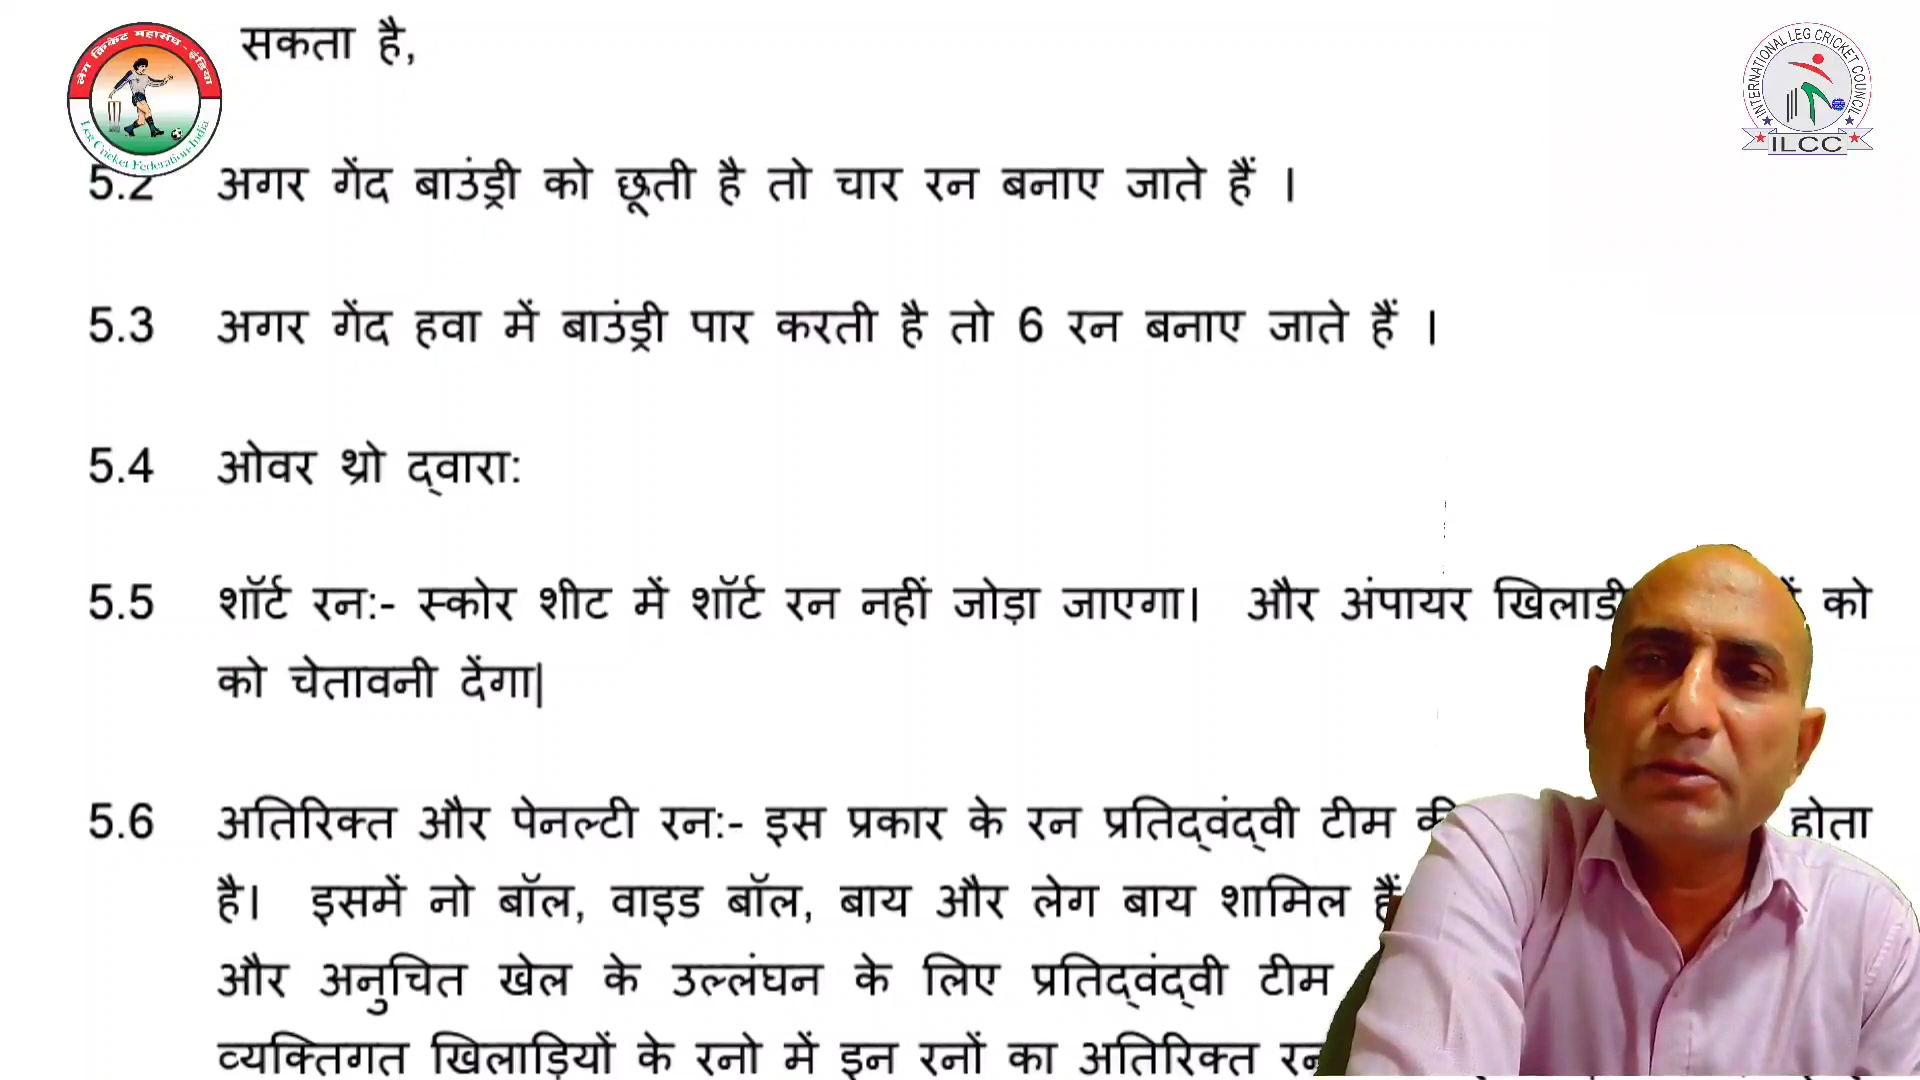 सकता है,
लेग क्रिकेट महासंघ - इंडिया
Leg Cricket Federation-India
INTERNATIONAL LEG CRICKET COUNCIL
ILCC
5.2 अगर गेंद बाउंड्री को छूती है तो चार रन बनाए जाते हैं ।
5.3 अगर गेंद हवा में बाउंड्री पार करती है तो 6 रन बनाए जाते हैं ।
5.4 ओवर थ्रो द्वारा:
5.5 शॉर्ट रन:- स्कोर शीट में शॉर्ट रन नहीं जोड़ा जाएगा। और अंपायर को
को चेतावनी देंगा|
5.6 अतिरिक्त और पेनल्टी रन:- इस प्रकार के रन प्रतिद्वंद्वी टीम होता
है। इसमें नो बॉल, वाइड बॉल, बाय और लेग बाय शामिल हैं
और अनुचित खेल के उल्लंघन के लिए प्रतिद्वंद्वी टीम
व्यक्तिगत खिलाड़ियों के रनो में इन रनों का अतिरिक्त